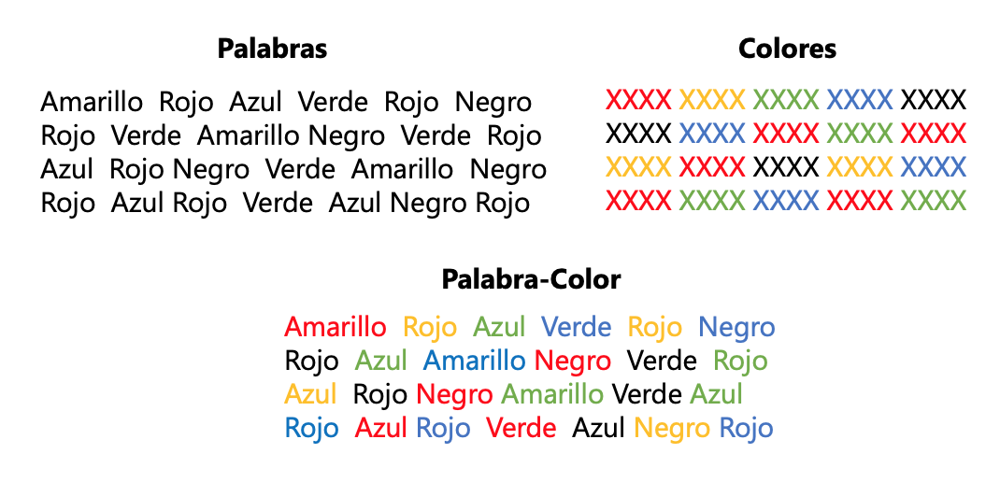 Palabras
Amarillo Rojo Azul Verde Rojo Negro
Rojo Verde Amarillo Negro Verde Rojo
Azul Rojo Negro Verde Amarillo Negro
Rojo Azul Rojo Verde Azul Negro Rojo
Colores
XXXX XXXX XXXX XXXX XXXX
XXXX XXXX XXXX XXXX XXXX
XXXX XXXX XXXX XXXX XXXX
XXXX XXXX XXXX XXXX XXXX
Palabra-Color
Amarillo Rojo Azul Verde Rojo Negro
Rojo Azul Amarillo Negro Verde Rojo
Azul Rojo Negro Amarillo Verde Azul
Rojo Azul Rojo Verde Azul Negro Rojo